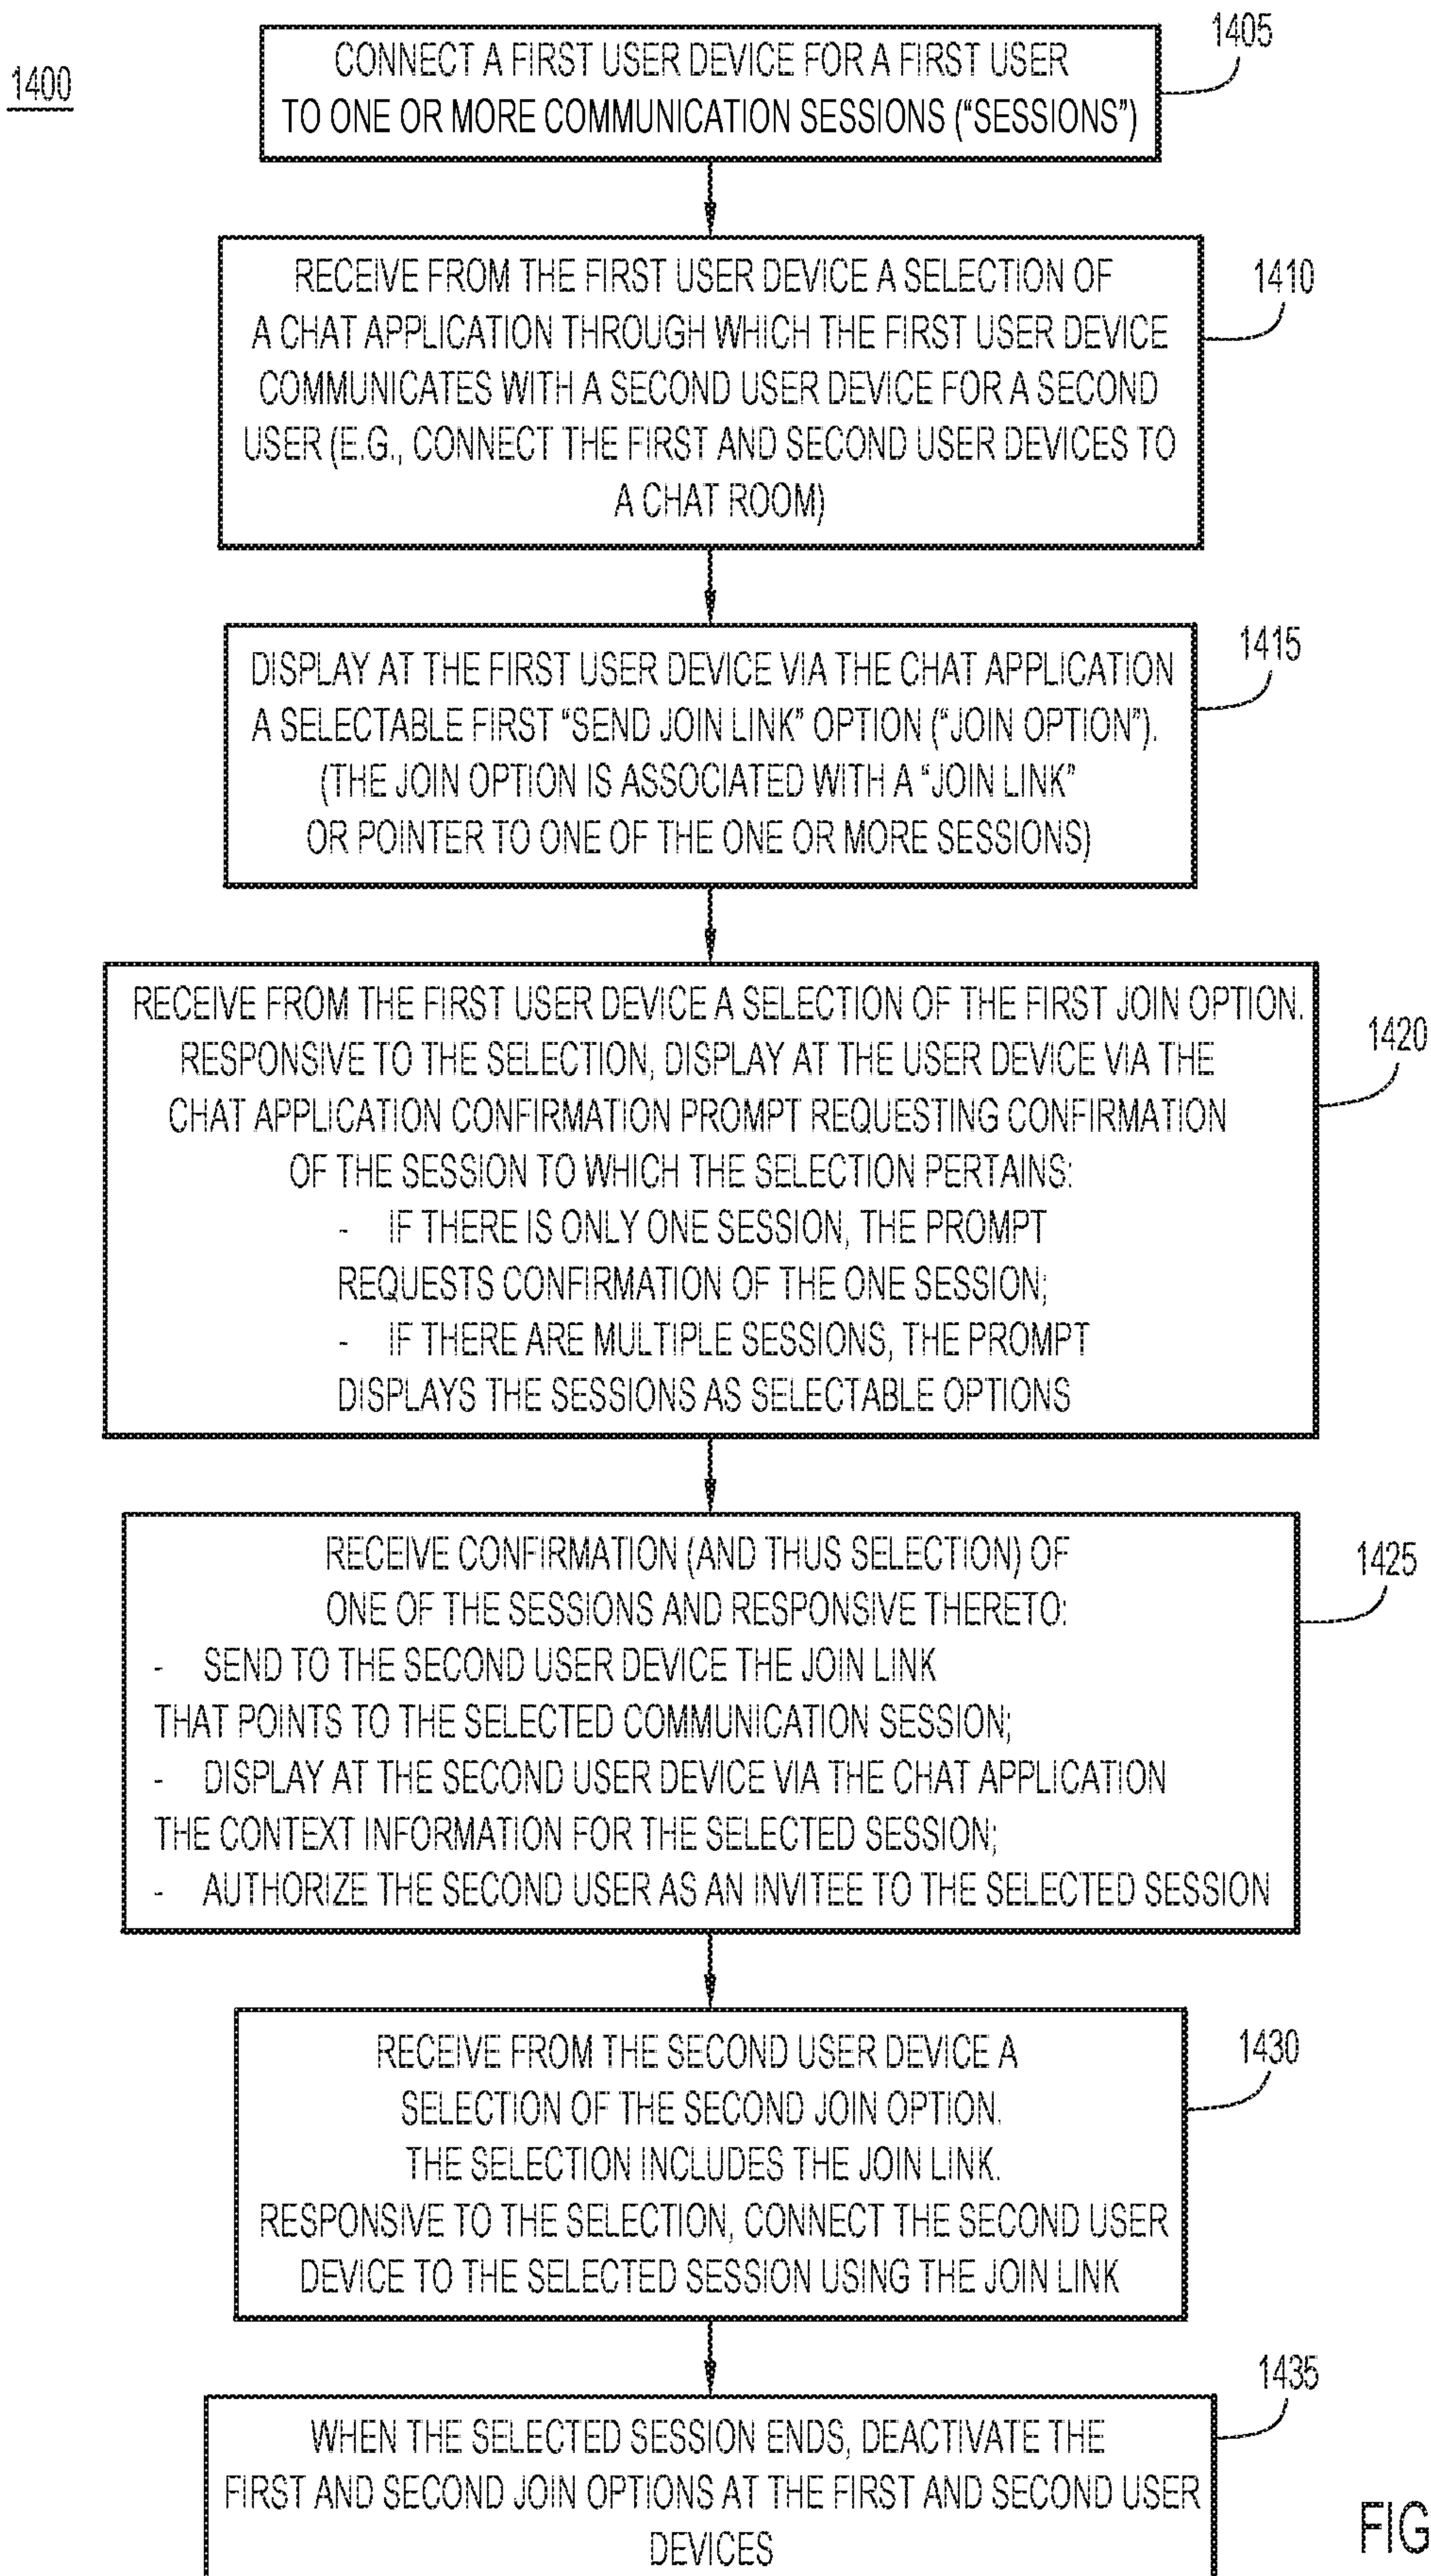 1400
1405
CONNECT A FIRST USER DEVICE FOR A FIRST USER
TO ONE OR MORE COMMUNICATION SESSIONS (“SESSIONS”)
1410
RECEIVE FROM THE FIRST USER DEVICE A SELECTION OF
A CHAT APPLICATION THROUGH WHICH THE FIRST USER DEVICE
COMMUNICATES WITH A SECOND USER DEVICE FOR A SECOND
USER (E.G., CONNECT THE FIRST AND SECOND USER DEVICES TO
A CHAT ROOM)
1415
DISPLAY AT THE FIRST USER DEVICE VIA THE CHAT APPLICATION
A SELECTABLE FIRST “SEND JOIN LINK” OPTION (“JOIN OPTION”).
(THE JOIN OPTION IS ASSOCIATED WITH A “JOIN LINK”
OR POINTER TO ONE OF THE ONE OR MORE SESSIONS)
1420
RECEIVE FROM THE FIRST USER DEVICE A SELECTION OF THE FIRST JOIN OPTION.
RESPONSIVE TO THE SELECTION, DISPLAY AT THE USER DEVICE VIA THE
CHAT APPLICATION CONFIRMATION PROMPT REQUESTING CONFIRMATION
OF THE SESSION TO WHICH THE SELECTION PERTAINS:
- IF THERE IS ONLY ONE SESSION, THE PROMPT
REQUESTS CONFIRMATION OF THE ONE SESSION;
- IF THERE ARE MULTIPLE SESSIONS, THE PROMPT
DISPLAYS THE SESSIONS AS SELECTABLE OPTIONS
1425
RECEIVE CONFIRMATION (AND THUS SELECTION) OF
ONE OF THE SESSIONS AND RESPONSIVE THERETO:
- SEND TO THE SECOND USER DEVICE THE JOIN LINK
THAT POINTS TO THE SELECTED COMMUNICATION SESSION;
- DISPLAY AT THE SECOND USER DEVICE VIA THE CHAT APPLICATION
THE CONTEXT INFORMATION FOR THE SELECTED SESSION;
- AUTHORIZE THE SECOND USER AS AN INVITEE TO THE SELECTED SESSION
1430
RECEIVE FROM THE SECOND USER DEVICE A
SELECTION OF THE SECOND JOIN OPTION.
THE SELECTION INCLUDES THE JOIN LINK.
RESPONSIVE TO THE SELECTION, CONNECT THE SECOND USER
DEVICE TO THE SELECTED SESSION USING THE JOIN LINK
1435
WHEN THE SELECTED SESSION ENDS, DEACTIVATE THE
FIRST AND SECOND JOIN OPTIONS AT THE FIRST AND SECOND USER
DEVICES
FIG